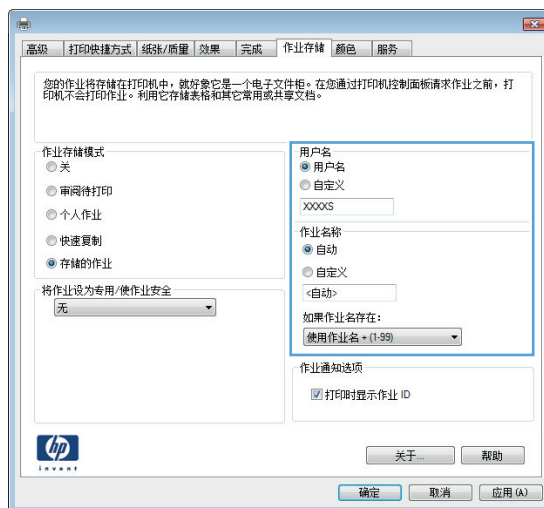 高级 打印快捷方式 纸张/质量 效果 完成 作业存储 颜色 服务
您的作业将存储在打印机中，就好象它是一个电子文件柜。在您通过打印机控制面板请求作业之前，打
印机不会打印作业。利用它存储表格和其它常用或共享文档。
作业存储模式
关
审阅待打印
个人作业
快速复制
存储的作业
将作业设为专用/使作业安全
无
用户名
用户名
自定义
XXXXS
作业名称
自动
自定义
<自动>
如果作业名存在:
使用作业名 + (1-99)
作业通知选项
打印时显示作业 ID
hp
invent
关于...
帮助
确定
取消
应用 (A)